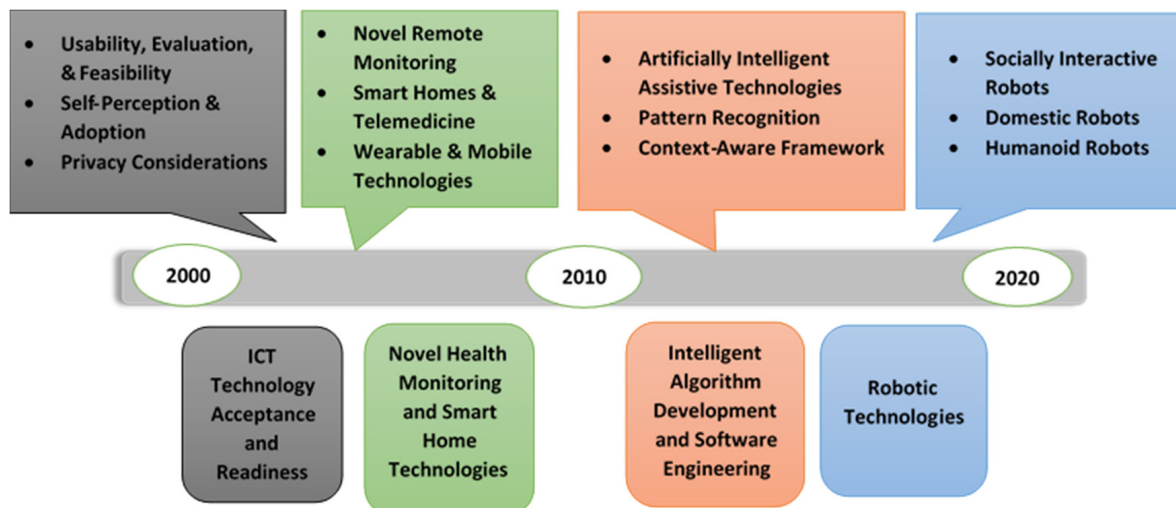 • Usability, Evaluation,
& Feasibility
• Self-Perception &
Adoption
• Privacy Considerations
• Novel Remote
Monitoring
• Smart Homes &
Telemedicine
• Wearable & Mobile
Technologies
• Artificially Intelligent
Assistive Technologies
• Pattern Recognition
• Context-Aware Framework
• Socially Interactive
Robots
• Domestic Robots
• Humanoid Robots
2000
2010
2020
ICT
Technology
Acceptance
and
Readiness
Novel Health
Monitoring
and Smart
Home
Technologies
Intelligent
Algorithm
Development
and Software
Engineering
Robotic
Technologies